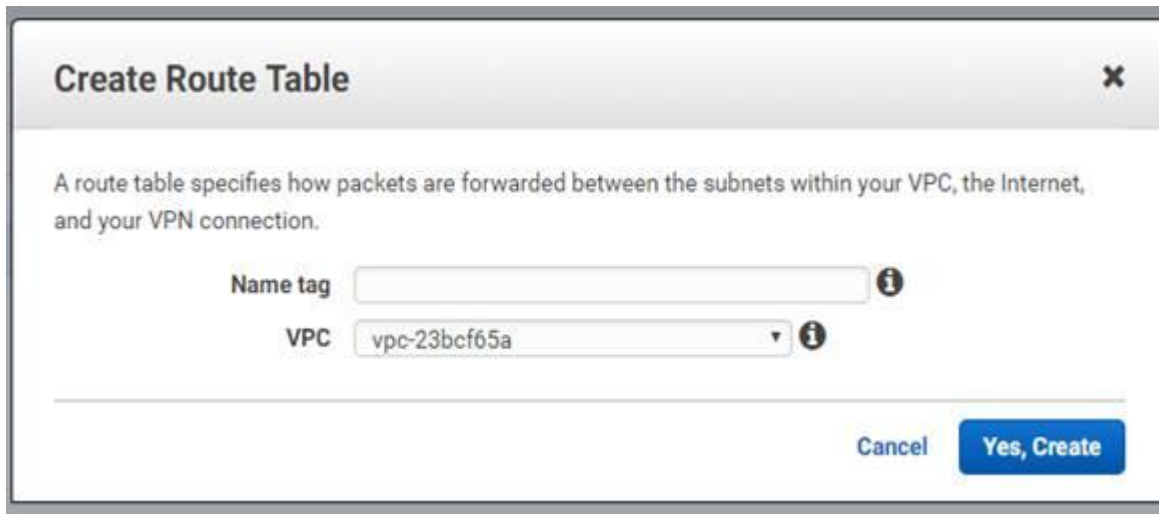 Create Route Table
A route table specifies how packets are forwarded between the subnets within your VPC, the Internet,
and your VPN connection.
Name tag
VPC vpc-23bcf65a
Cancel Yes, Create